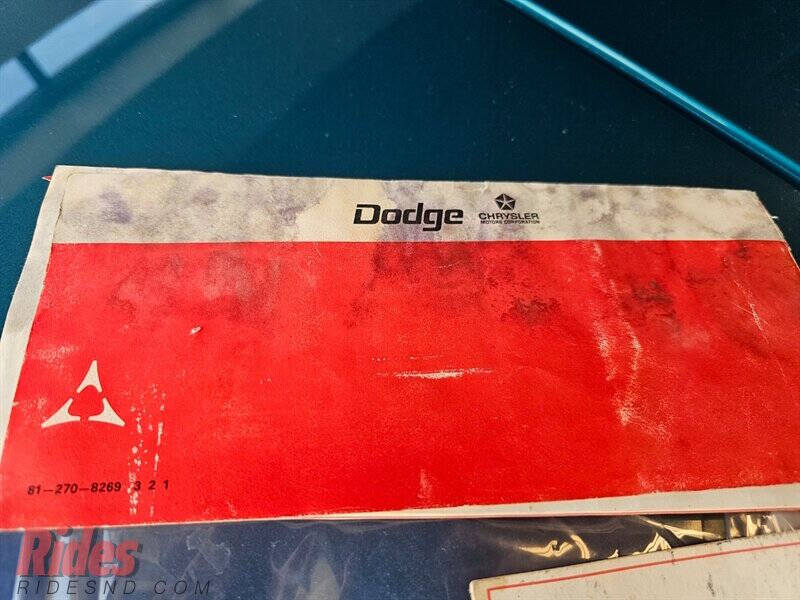 Dodge
CHRYSLER
MOTORS CORPORATION
81-270-8269 3 2 1
Rides
RIDESND.COM